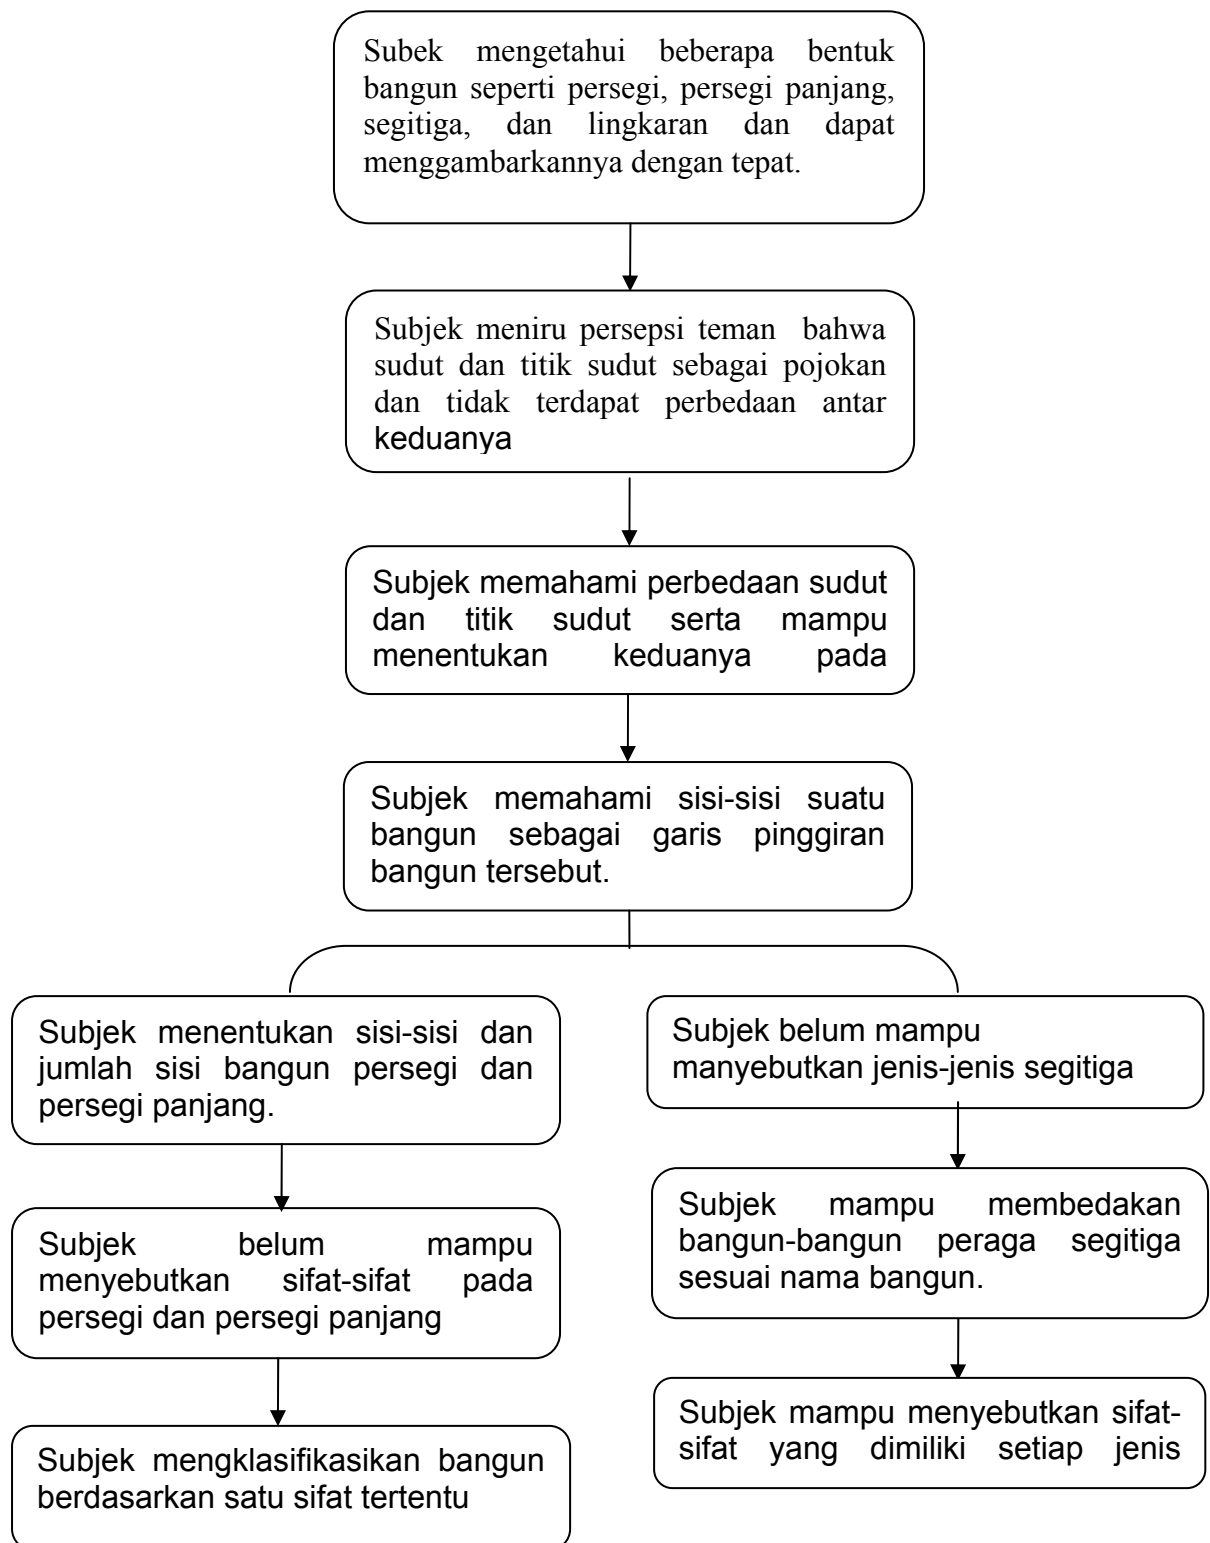 Subek mengetahui beberapa bentuk
bangun seperti persegi, persegi panjang,
segitiga, dan lingkaran dan dapat
menggambarkannya dengan tepat.
Subjek meniru persepsi teman bahwa
sudut dan titik sudut sebagai pojokan
dan tidak terdapat perbedaan antar
keduanya
Subjek memahami perbedaan sudut
dan titik sudut serta mampu
menentukan keduanya pada
Subjek memahami sisi-sisi suatu
bangun sebagai garis pinggiran
bangun tersebut.
Subjek menentukan sisi-sisi dan
jumlah sisi bangun persegi dan
persegi panjang.
Subjek belum mampu
menyebutkan sifat-sifat pada
persegi dan persegi panjang
Subjek mengklasifikasikan bangun
berdasarkan satu sifat tertentu
Subjek belum mampu
manyebutkan jenis-jenis segitiga
Subjek mampu membedakan
bangun-bangun peraga segitiga
sesuai nama bangun.
Subjek mampu menyebutkan sifat-
sifat yang dimiliki setiap jenis